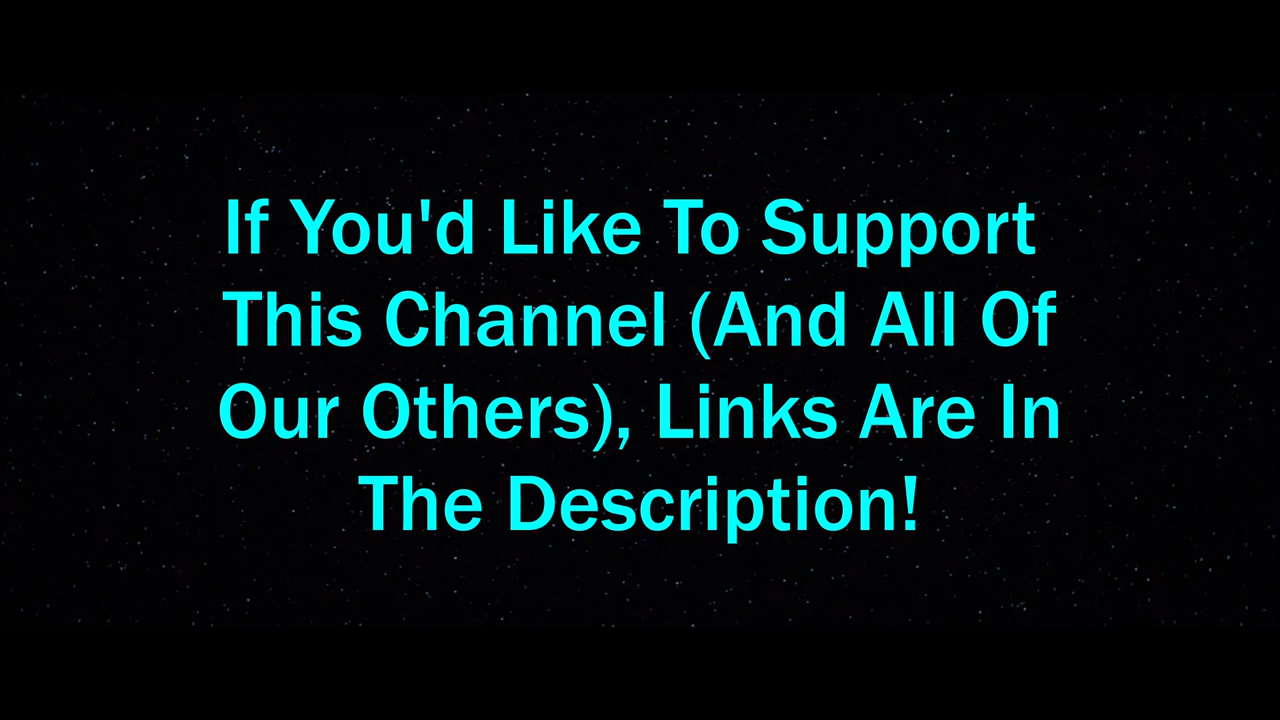 If You'd Like To Support
This Channel (And All Of
Our Others), Links Are In
The Description!